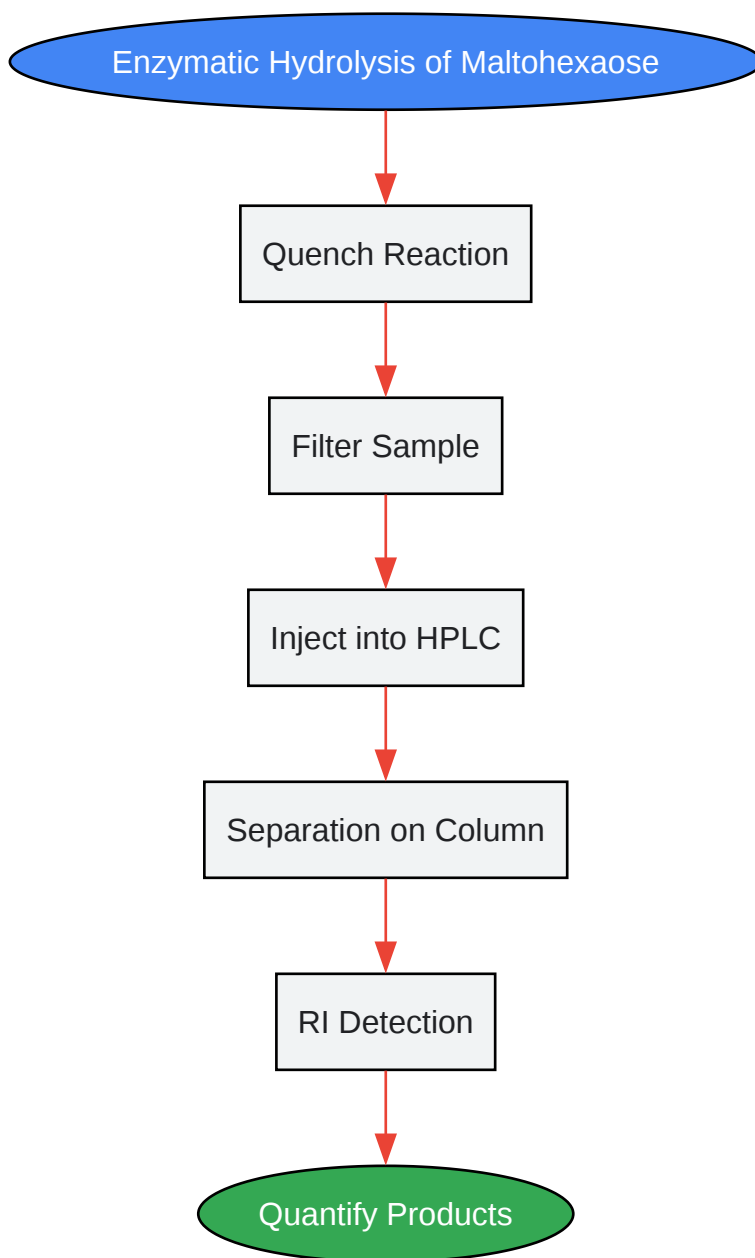 Enzymatic Hydrolysis of Maltohexaose
Quench Reaction
Filter Sample
Inject into HPLC
Separation on Column
RI Detection
Quantify Products